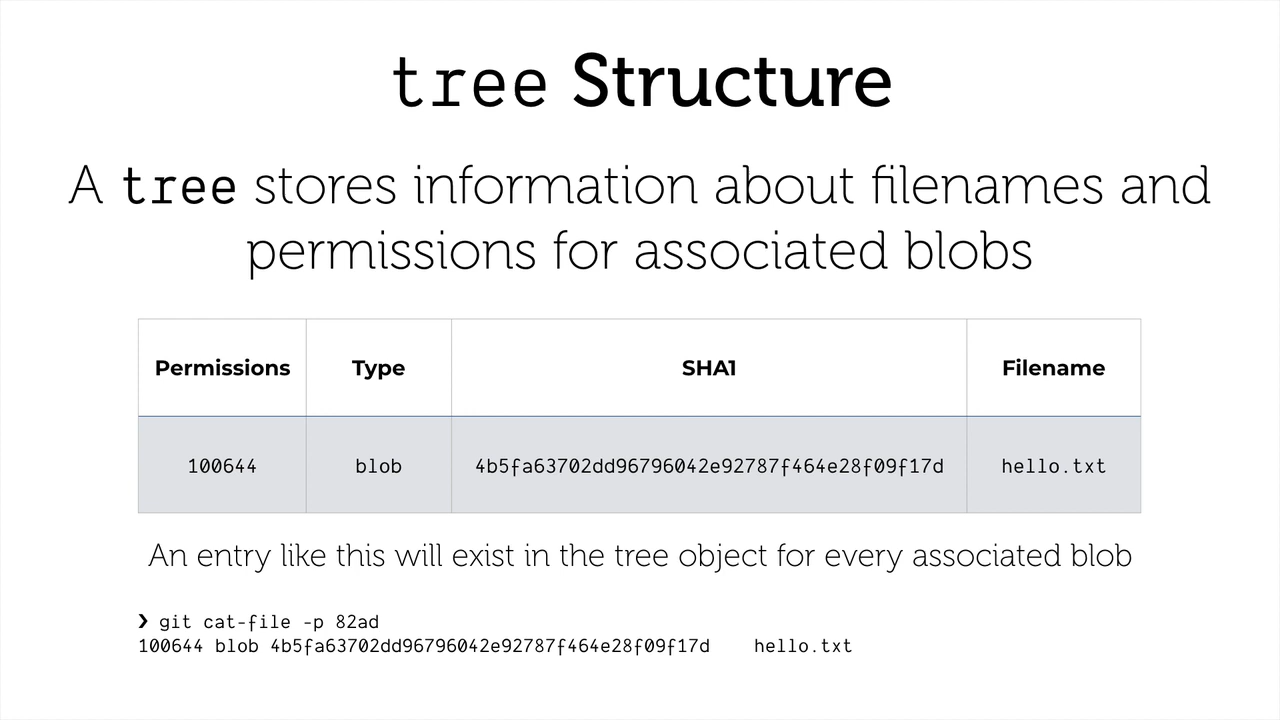 tree Structure
A tree stores information about filenames and
permissions for associated blobs
Permissions Type SHA1 Filename
100644 blob 4b5fa63702dd96796042e92787f464e28f09f17d hello.txt
An entry like this will exist in the tree object for every associated blob
❯ git cat-file -p 82ad
100644 blob 4b5fa63702dd96796042e92787f464e28f09f17d    hello.txt